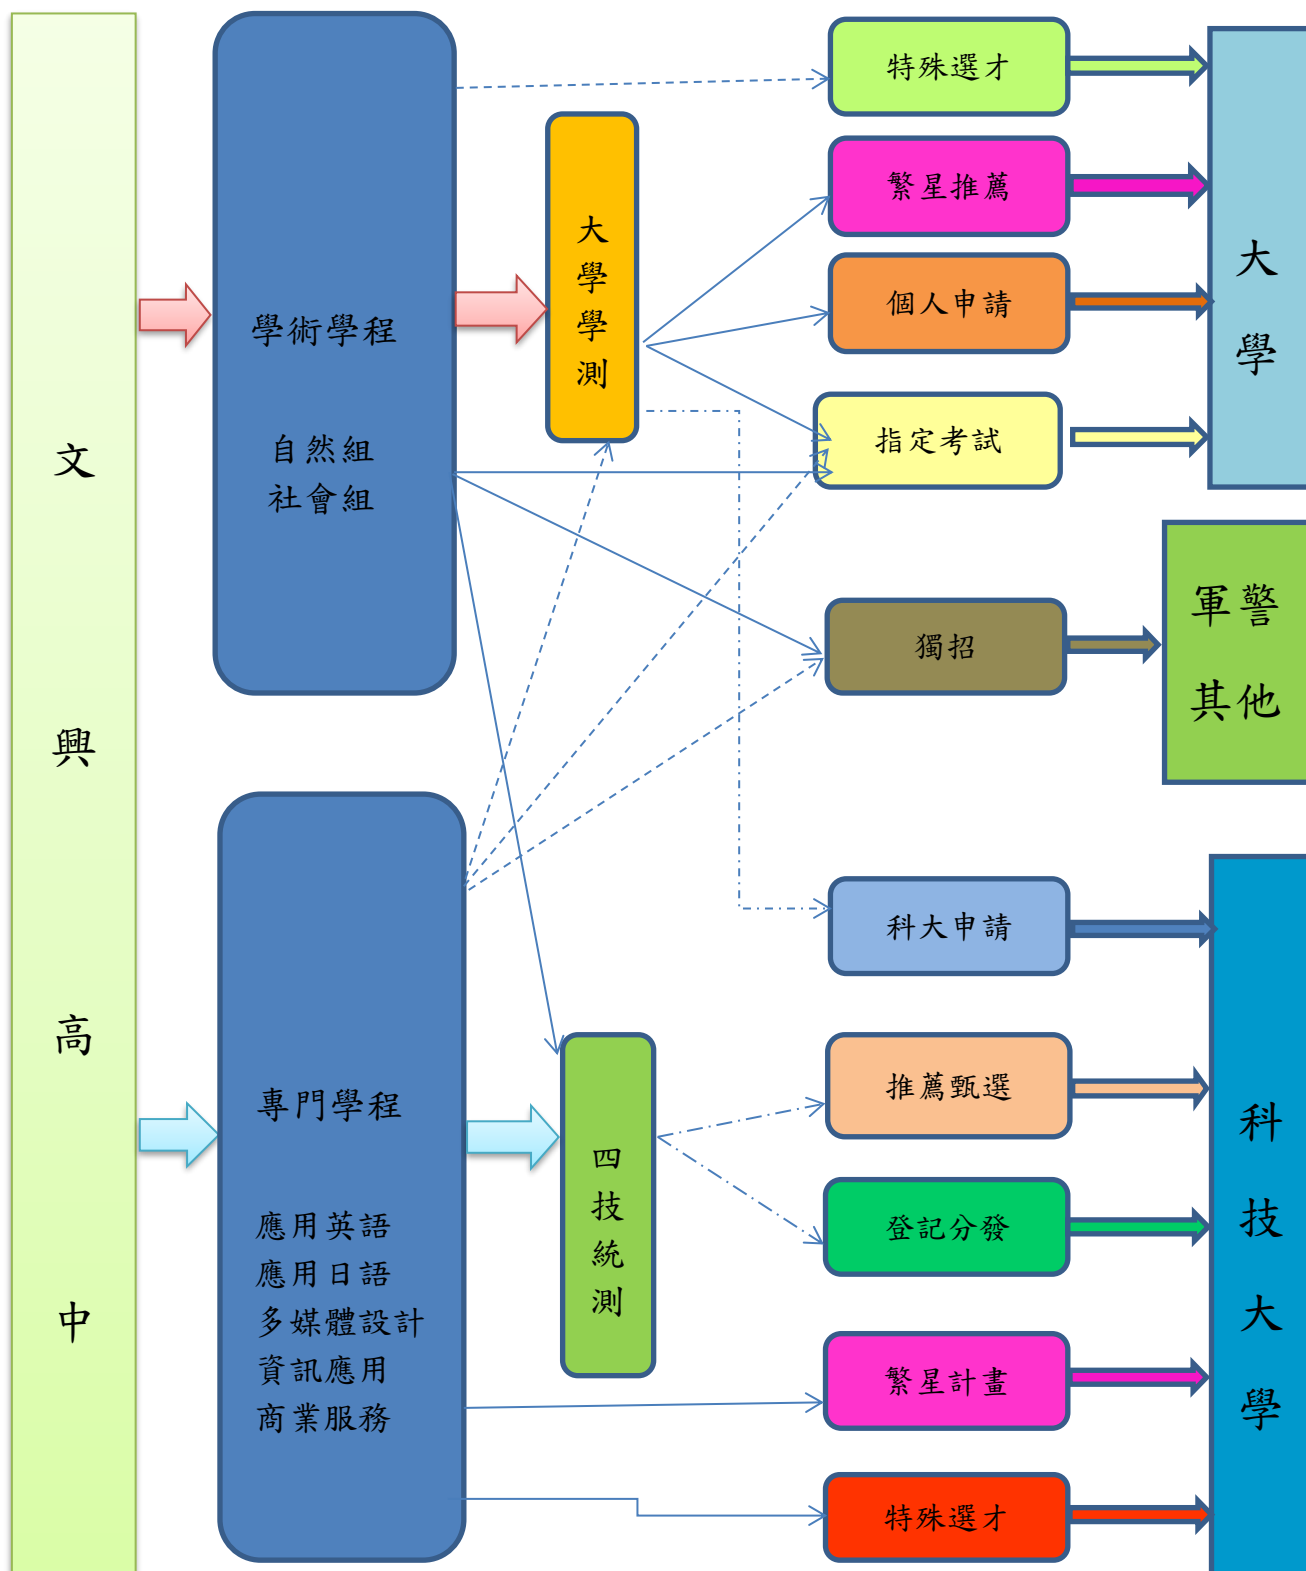 文興高中
學術學程
自然組
社會組
專門學程
應用英語
應用日語
多媒體設計
資訊應用
商業服務
大學學測
四技統測
特殊選才
繁星推薦
個人申請
指定考試
獨招
科大申請
推薦甄選
登記分發
繁星計畫
特殊選才
大學
軍警
其他
科技大學